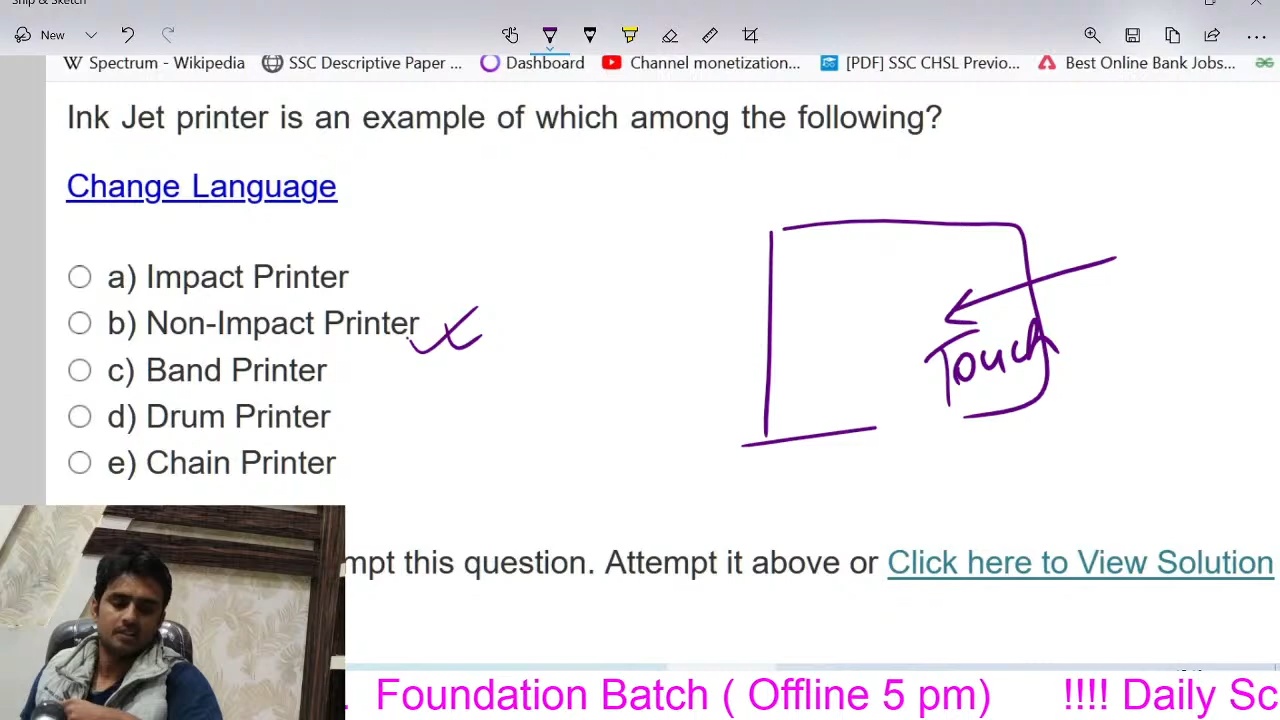 Snip & Sketch
New
Spectrum - Wikipedia
SSC Descriptive Paper ...
Dashboard
Channel monetization...
[PDF] SSC CHSL Previo...
Best Online Bank Jobs...
Ink Jet printer is an example of which among the following?
Change Language
a) Impact Printer
b) Non-Impact Printer
c) Band Printer
d) Drum Printer
e) Chain Printer
Touch
mpt this question. Attempt it above or Click here to View Solution
. Foundation Batch ( Offline 5 pm) !!!! Daily Sc